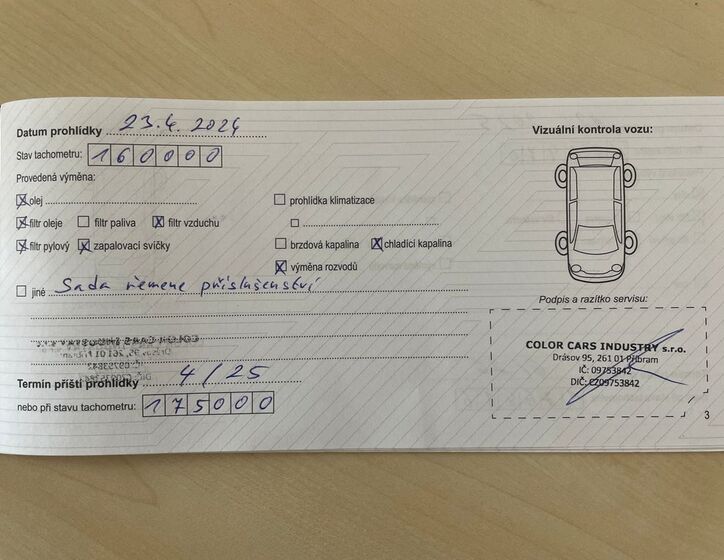 Datum prohlídky 23.4.2024
Stav tachometru: 160000
Provedená výměna:
olej
filtr oleje filtr paliva filtr vzduchu
filtr pylový zapalovací svíčky
jiné Sada řemene příslušenství
prohlídka klimatizace
brzdová kapalina chladící kapalina
výměna rozvodů
Termín příští prohlídky 4/25
nebo při stavu tachometru: 175000
Vizuální kontrola vozu:
Podpis a razítko servisu:
COLOR CARS INDUSTRY s.r.o.
Drásov 95, 261 01 Příbram
IČ: 09753842
DIČ: CZ09753842
3